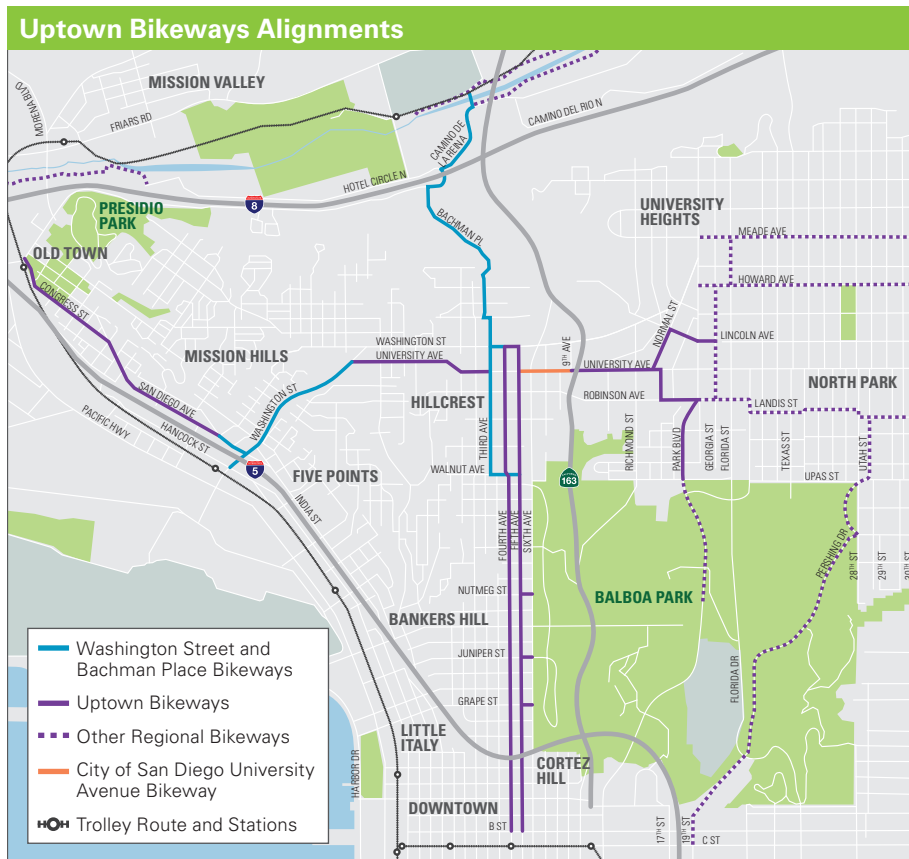 Uptown Bikeways Alignments
MISSION VALLEY
MORENA BLVD
FRIARS RD
CAMINO DE
LA REINA
CAMINO DEL RIO N
HOTEL CIRCLE N
8
PRESIDIO
PARK
UNIVERSITY
HEIGHTS
BACHMAN PL
MEADE AVE
OLD TOWN
HOWARD AVE
CONGRESS ST
NORMAL ST
LINCOLN AVE
WASHINGTON ST
UNIVERSITY AVE
9TH AVE
UNIVERSITY AVE
MISSION HILLS
NORTH PARK
SAN DIEGO AVE
WASHINGTON ST
HILLCREST
ROBINSON AVE
LANDIS ST
PACIFIC HWY
HANCOCK ST
THIRD AVE
RICHMOND ST
PARK BLVD
GEORGIA ST
FLORIDA ST
TEXAS ST
UTAH ST
WALNUT AVE
5
FIVE POINTS
163
UPAS ST
INDIA ST
FOURTH AVE
FIFTH AVE
SIXTH AVE
PERSHING DR
28TH ST
29TH ST
30TH ST
NUTMEG ST
BALBOA PARK
BANKERS HILL
JUNIPER ST
FLORIDA DR
GRAPE ST
LITTLE
ITALY
CORTEZ
HILL
HARBOR DR
DOWNTOWN
B ST
17TH ST
19TH ST
C ST
Washington Street and
Bachman Place Bikeways
Uptown Bikeways
Other Regional Bikeways
City of San Diego University
Avenue Bikeway
Trolley Route and Stations